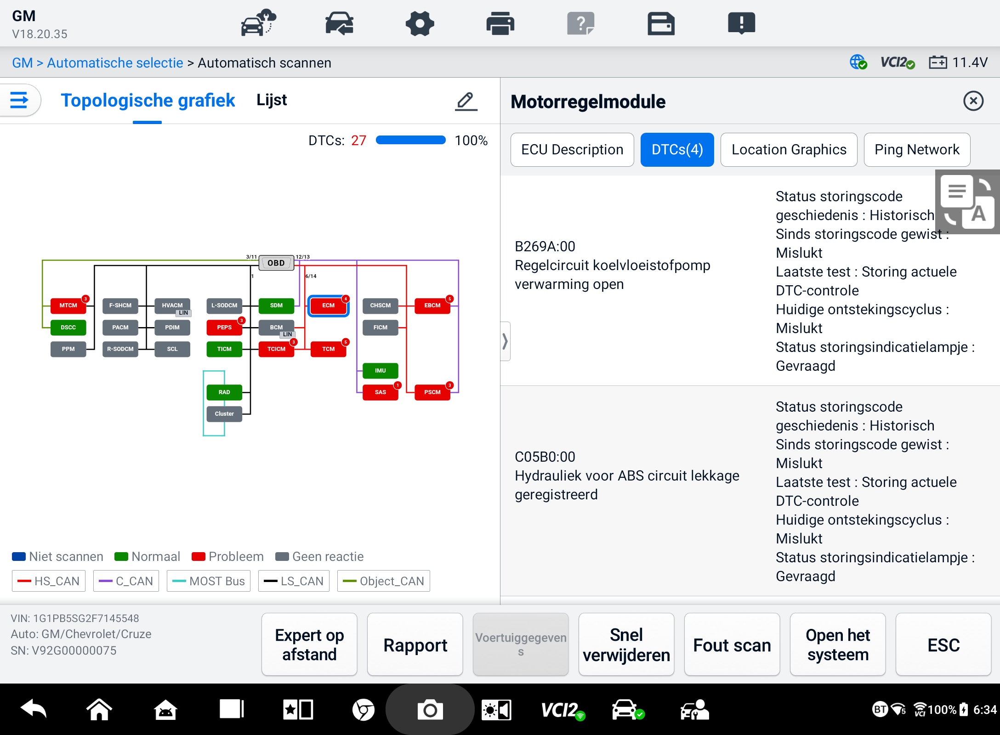 GM
V18.20.35
GM > Automatische selectie > Automatisch scannen
VCI2
11.4V
Topologische grafiek
Lijst
DTCs: 27
100%
3/11
OBD
12/13
1
6/14
MTCM
3
F-SHCM
HVACM
LIN
L-SODCM
SDM
ECM
4
CHSCM
EBCM
5
DSCC
PACM
PDIM
PEPS
3
BCM
LIN
FICM
PPM
R-SODCM
SCL
TICM
TCICM
3
TCM
5
IMU
RAD
SAS
1
PSCM
3
Cluster
Niet scannen
Normaal
Probleem
Geen reactie
HS_CAN
C_CAN
MOST Bus
LS_CAN
Object_CAN
Motorregelmodule
ECU Description
DTCs(4)
Location Graphics
Ping Network
A
B269A:00
Regelcircuit koelvloeistofpomp
verwarming open
Status storingscode
geschiedenis : Historisch
Sinds storingscode gewist :
Mislukt
Laatste test : Storing actuele
DTC-controle
Huidige ontstekingscyclus :
Mislukt
Status storingsindicatielampje :
Gevraagd
C05B0:00
Hydrauliek voor ABS circuit lekkage
geregistreerd
Status storingscode
geschiedenis : Historisch
Sinds storingscode gewist :
Mislukt
Laatste test : Storing actuele
DTC-controle
Huidige ontstekingscyclus :
Mislukt
Status storingsindicatielampje :
Gevraagd
VIN: 1G1PB5SG2F7145548
Auto: GM/Chevrolet/Cruze
SN: V92G00000075
Expert op
afstand
Rapport
Voertuiggegeven
s
Snel
verwijderen
Fout scan
Open het
systeem
ESC
VCI2
BT
5
VCI
100%
6:34